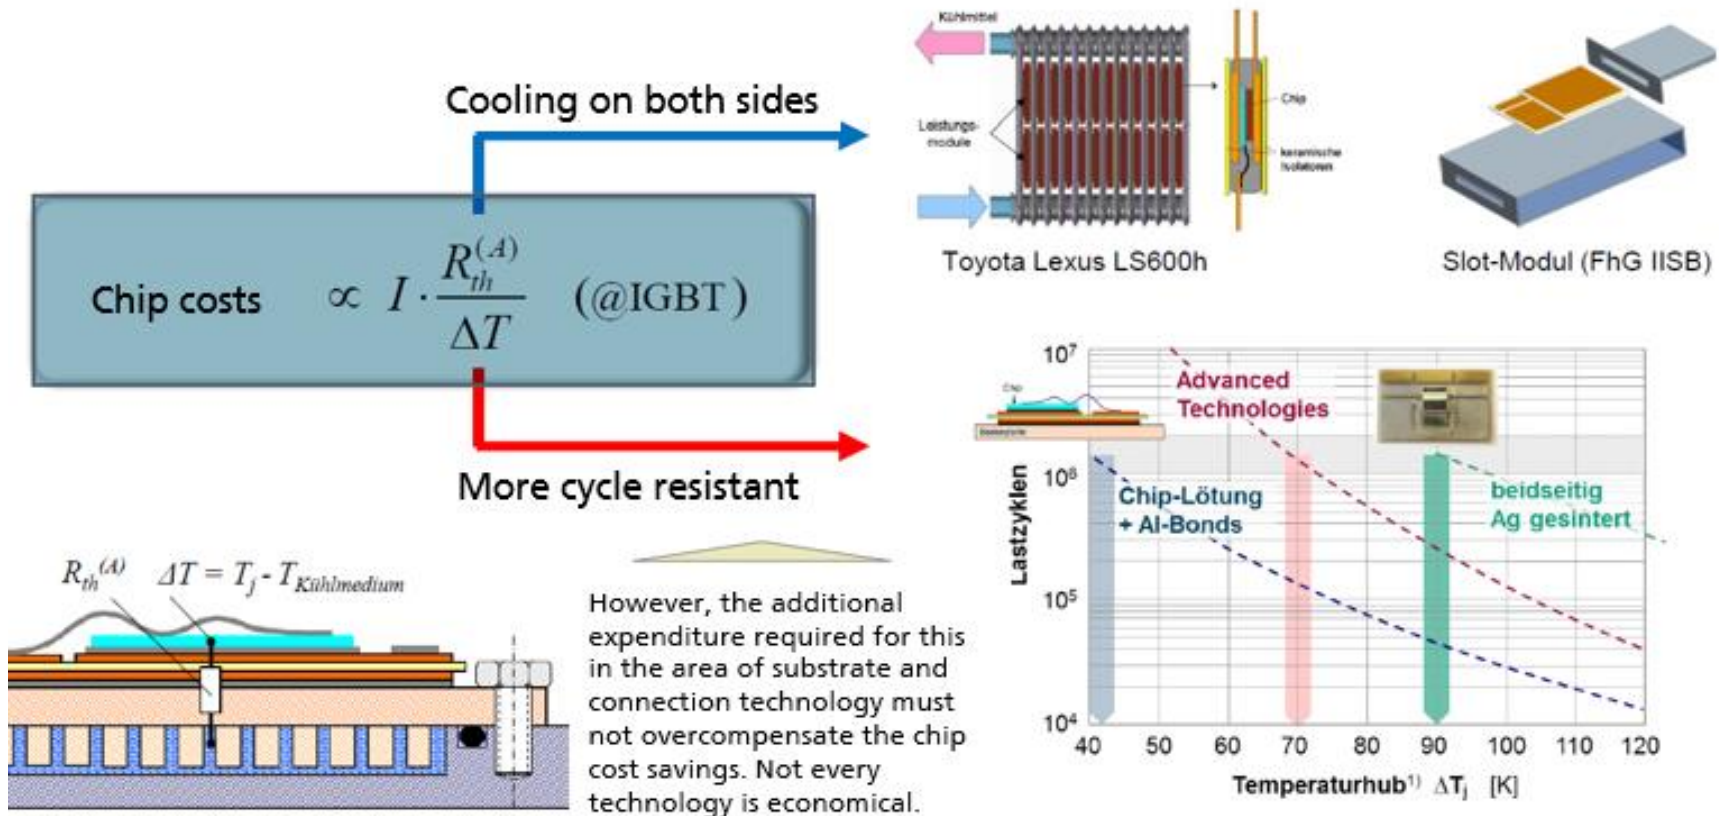 Cooling on both sides
Chip costs ∝ I · R_th^(A) / ΔT (@IGBT)
More cycle resistant
R_th^(A) ΔT = T_j - T_Kühlmedium
However, the additional
expenditure required for this
in the area of substrate and
connection technology must
not overcompensate the chip
cost savings. Not every
technology is economical.
Kühlmittel
Leistungs-
module
Chip
keramische
Isolatoren
Toyota Lexus LS600h
Slot-Modul (FhG IISB)
Lastzyklen
10^7
10^6
10^5
10^4
Chip
Advanced
Technologies
Chip-Lötung
+ Al-Bonds
beidseitig
Ag gesintert
40 50 60 70 80 90 100 110 120
Temperaturhub¹⁾ ΔT_j [K]